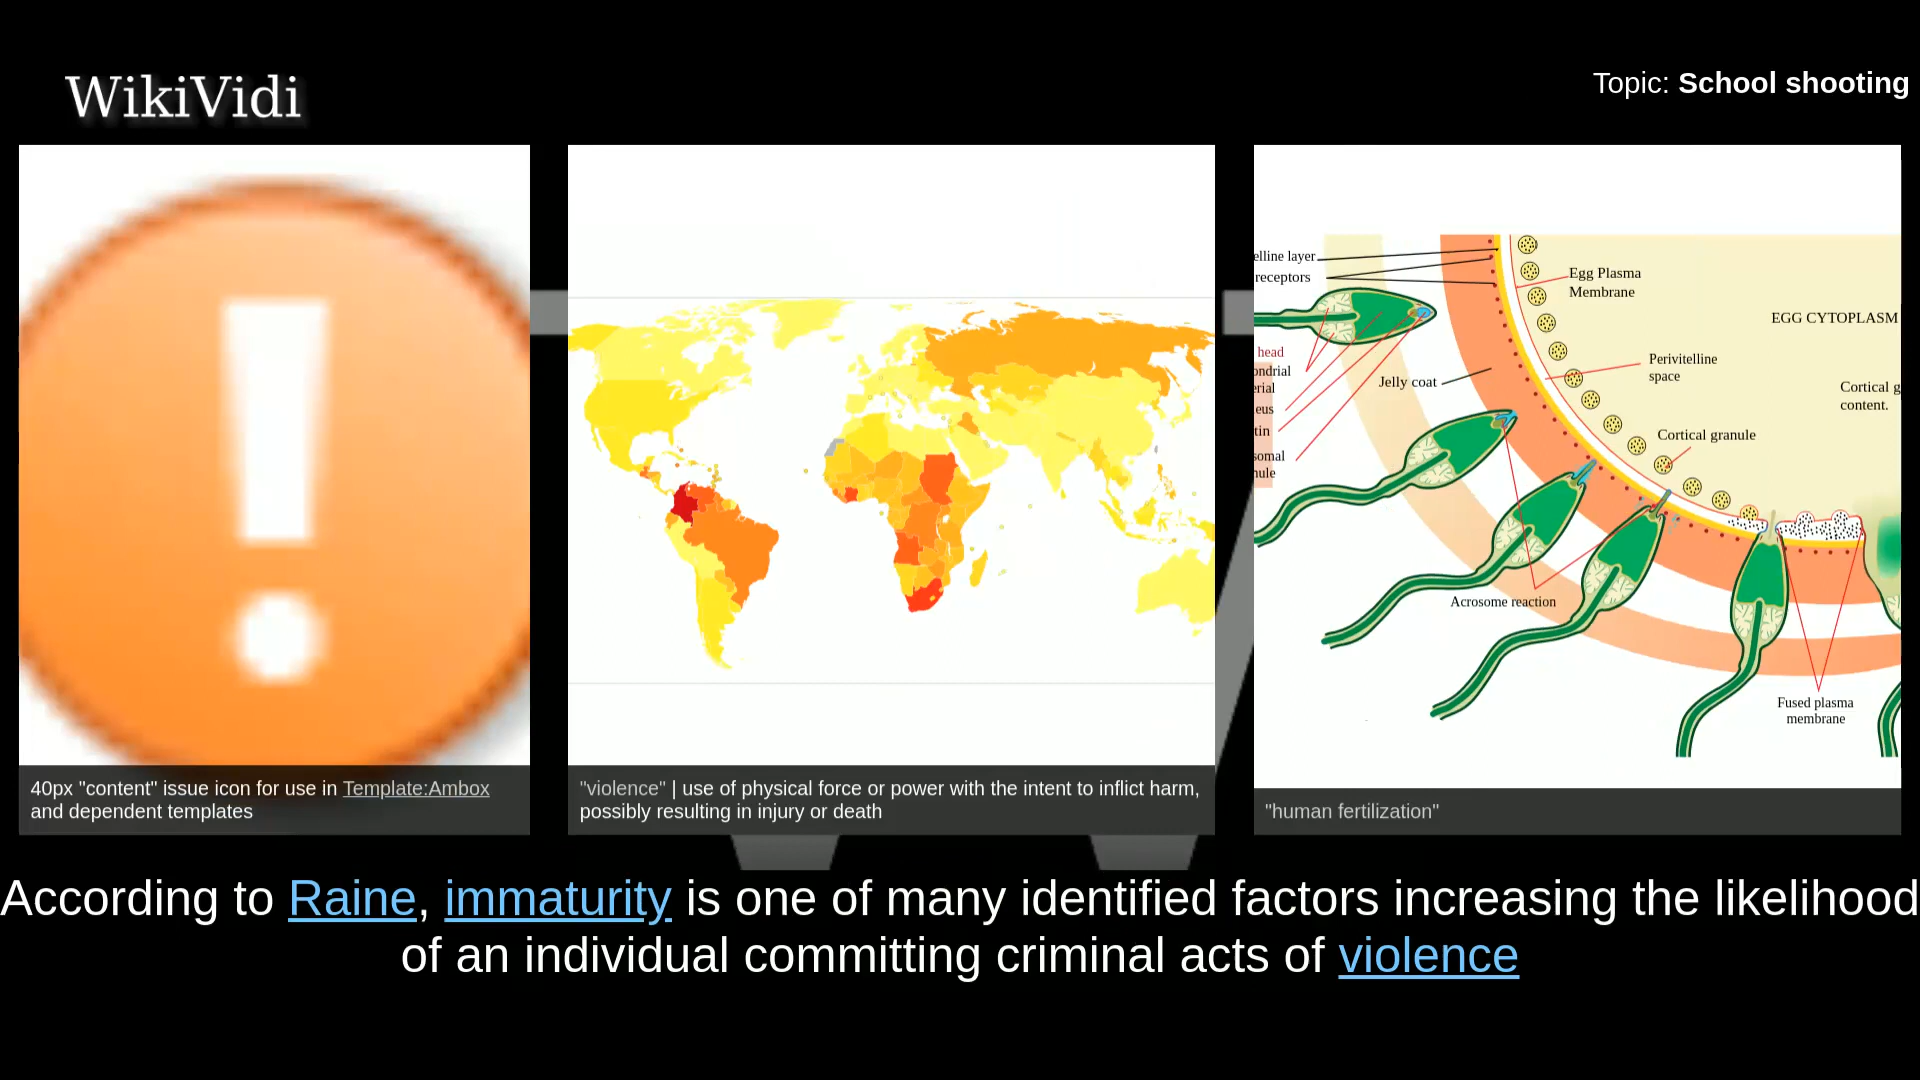 WikiVidi
Topic: School shooting
elline layer
receptors
head
ondrial
erial
eus
tin
somal
nule
Jelly coat
Egg Plasma
Membrane
EGG CYTOPLASM
Perivitelline
space
Cortical g
content.
Cortical granule
Acrosome reaction
Fused plasma
membrane
40px "content" issue icon for use in Template:Ambox
and dependent templates
"violence" | use of physical force or power with the intent to inflict harm,
possibly resulting in injury or death
"human fertilization"
According to Raine, immaturity is one of many identified factors increasing the likelihood
of an individual committing criminal acts of violence